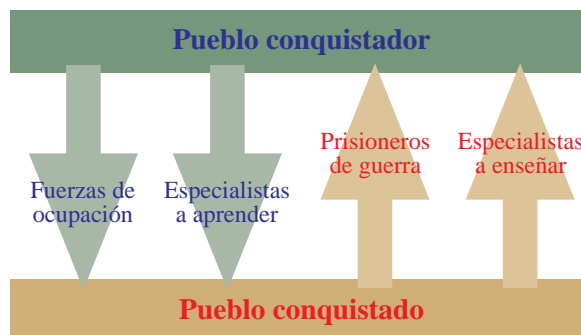 Pueblo conquistador
Fuerzas de
ocupación
Especialistas
a aprender
Prisioneros
de guerra
Especialistas
a enseñar
Pueblo conquistado